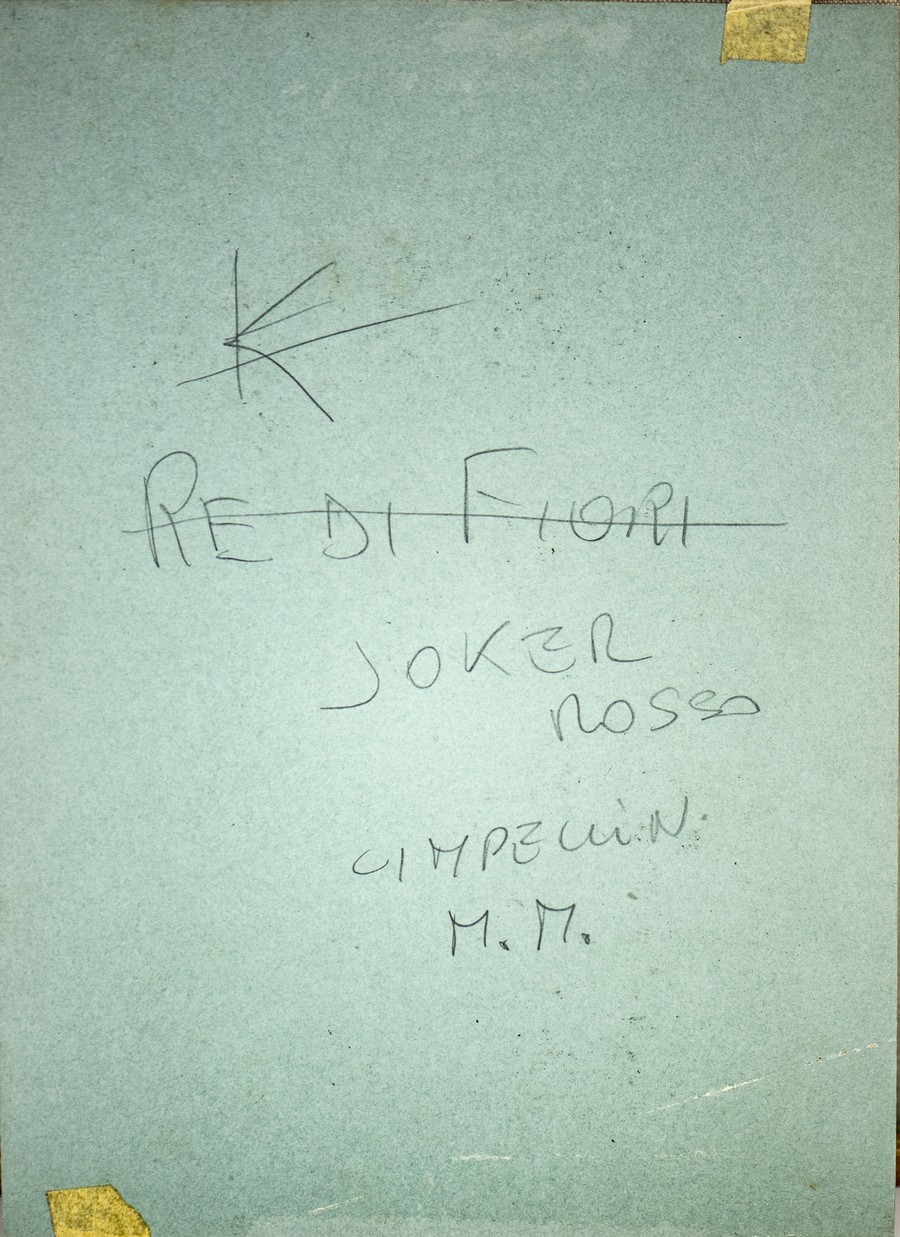 K
RE DI FIORI
JOKER
ROSSO
CIMPELLIN.
M. M.